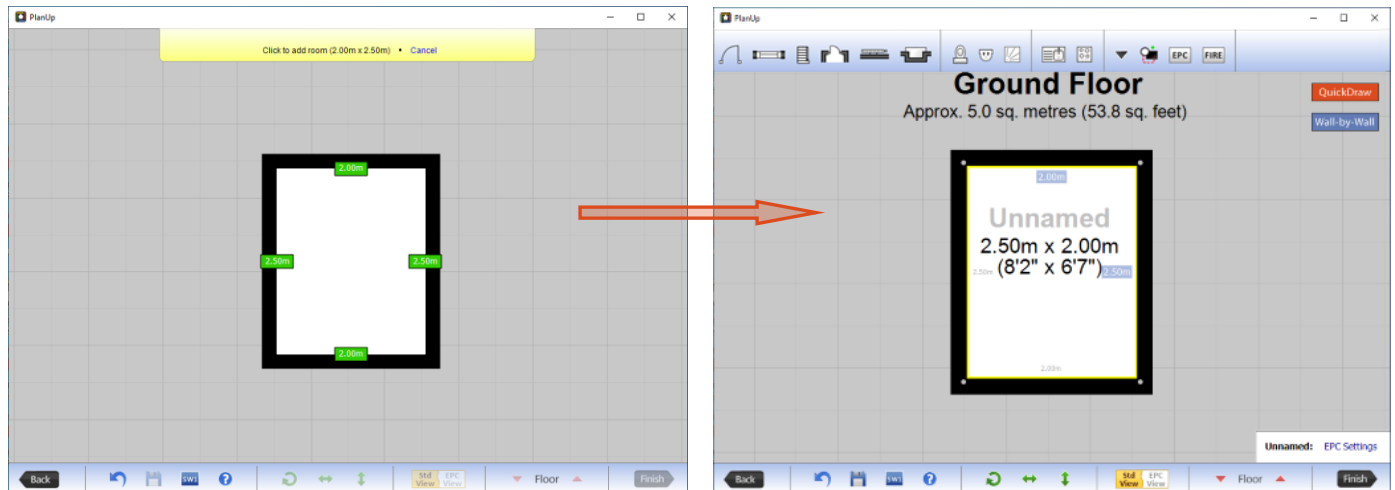 PlanUp
Click to add room (2.00m x 2.50m) • Cancel
2.00m
2.50m
2.50m
2.00m
Back
SW1
?
Std View
EPC View
Floor
Finish
PlanUp
EPC
FIRE
Ground Floor
Approx. 5.0 sq. metres (53.8 sq. feet)
QuickDraw
Wall-by-Wall
2.00m
Unnamed
2.50m x 2.00m
2.50m (8'2" x 6'7") 2.50m
2.00m
Unnamed: EPC Settings
Back
SW1
?
Std View
EPC View
Floor
Finish